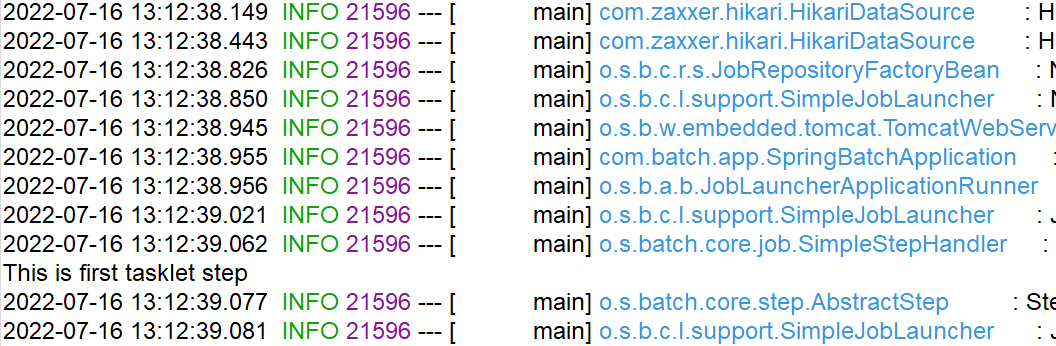 2022-07-16 13:12:38.149 INFO 21596 --- [ main] com.zaxxer.hikari.HikariDataSource : H
2022-07-16 13:12:38.443 INFO 21596 --- [ main] com.zaxxer.hikari.HikariDataSource : H
2022-07-16 13:12:38.826 INFO 21596 --- [ main] o.s.b.c.r.s.JobRepositoryFactoryBean : N
2022-07-16 13:12:38.850 INFO 21596 --- [ main] o.s.b.c.l.support.SimpleJobLauncher : N
2022-07-16 13:12:38.945 INFO 21596 --- [ main] o.s.b.w.embedded.tomcat.TomcatWebServ
2022-07-16 13:12:38.955 INFO 21596 --- [ main] com.batch.app.SpringBatchApplication :
2022-07-16 13:12:38.956 INFO 21596 --- [ main] o.s.b.a.b.JobLauncherApplicationRunner
2022-07-16 13:12:39.021 INFO 21596 --- [ main] o.s.b.c.l.support.SimpleJobLauncher : J
2022-07-16 13:12:39.062 INFO 21596 --- [ main] o.s.batch.core.job.SimpleStepHandler :
This is first tasklet step
2022-07-16 13:12:39.077 INFO 21596 --- [ main] o.s.batch.core.step.AbstractStep : Ste
2022-07-16 13:12:39.081 INFO 21596 --- [ main] o.s.b.c.l.support.SimpleJobLauncher : J